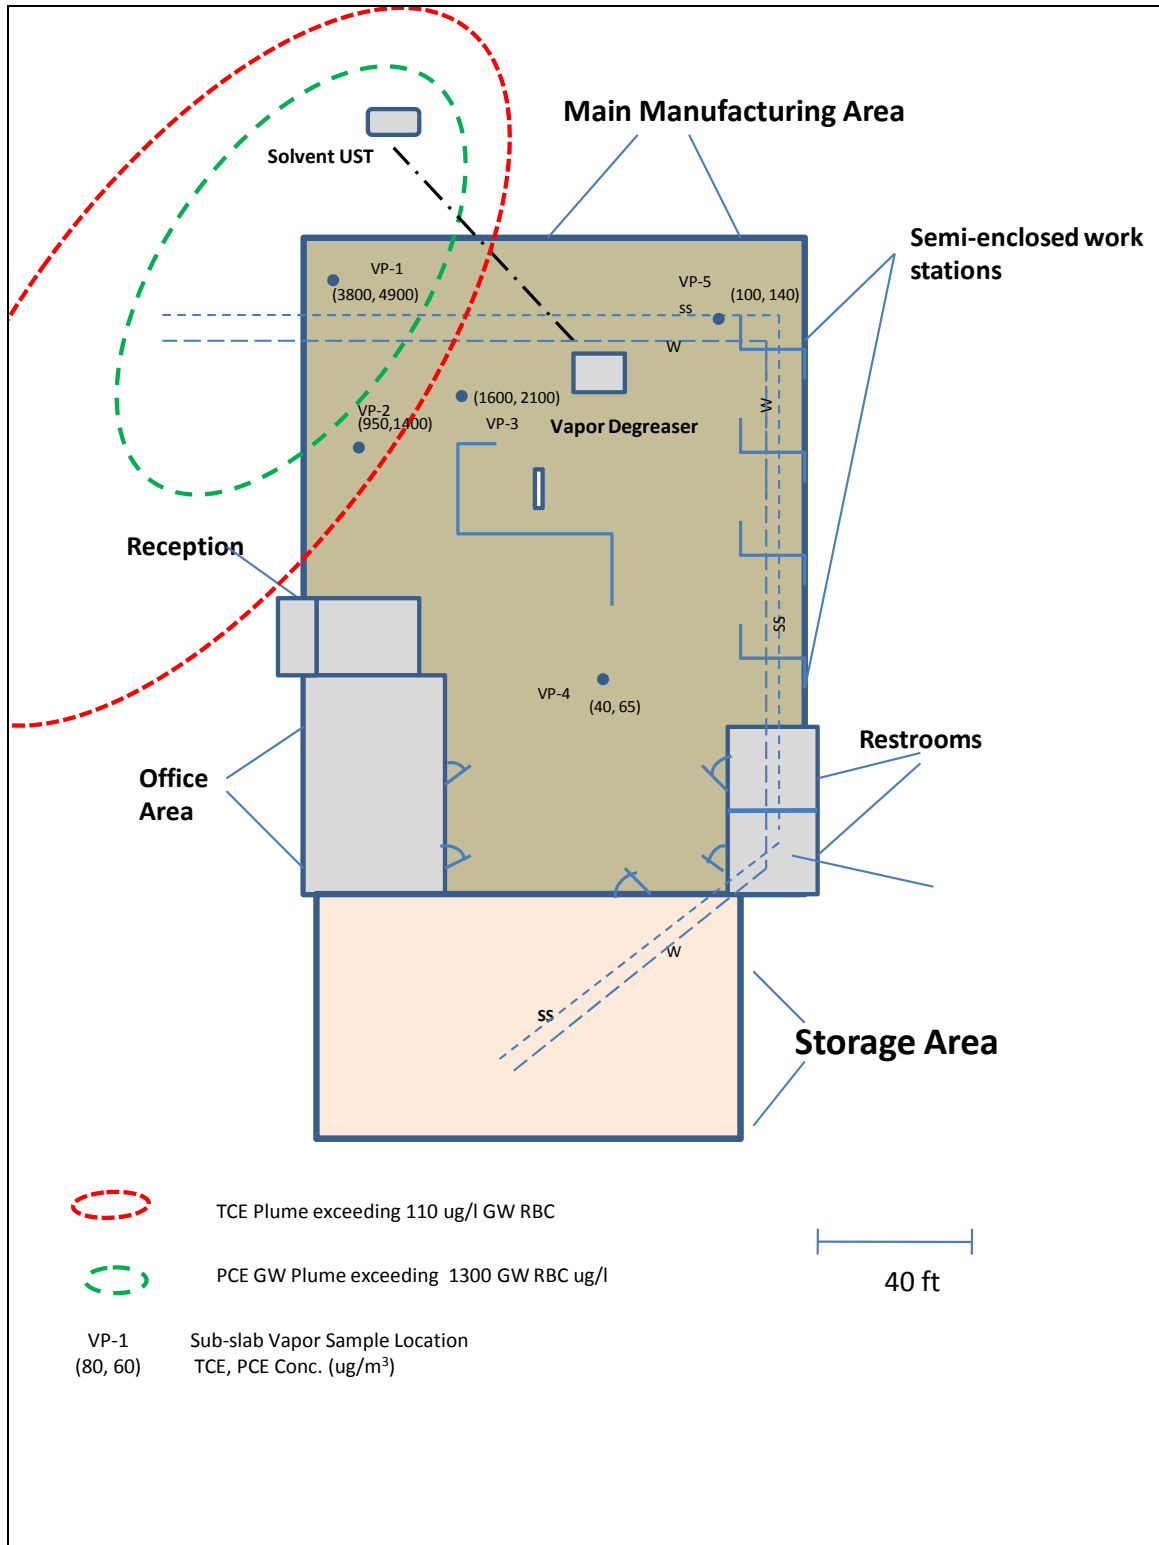 Main Manufacturing Area
Solvent UST
Semi-enclosed work
stations
VP-1
(3800, 4900)
VP-5
(100, 140)
ss
W
W
(1600, 2100)
VP-2
(950,1400)
VP-3
Vapor Degreaser
Reception
SS
VP-4
(40, 65)
Restrooms
Office
Area
W
SS
Storage Area
TCE Plume exceeding 110 ug/l GW RBC
PCE GW Plume exceeding 1300 GW RBC ug/l
40 ft
VP-1 Sub-slab Vapor Sample Location
(80, 60) TCE, PCE Conc. (ug/m³)